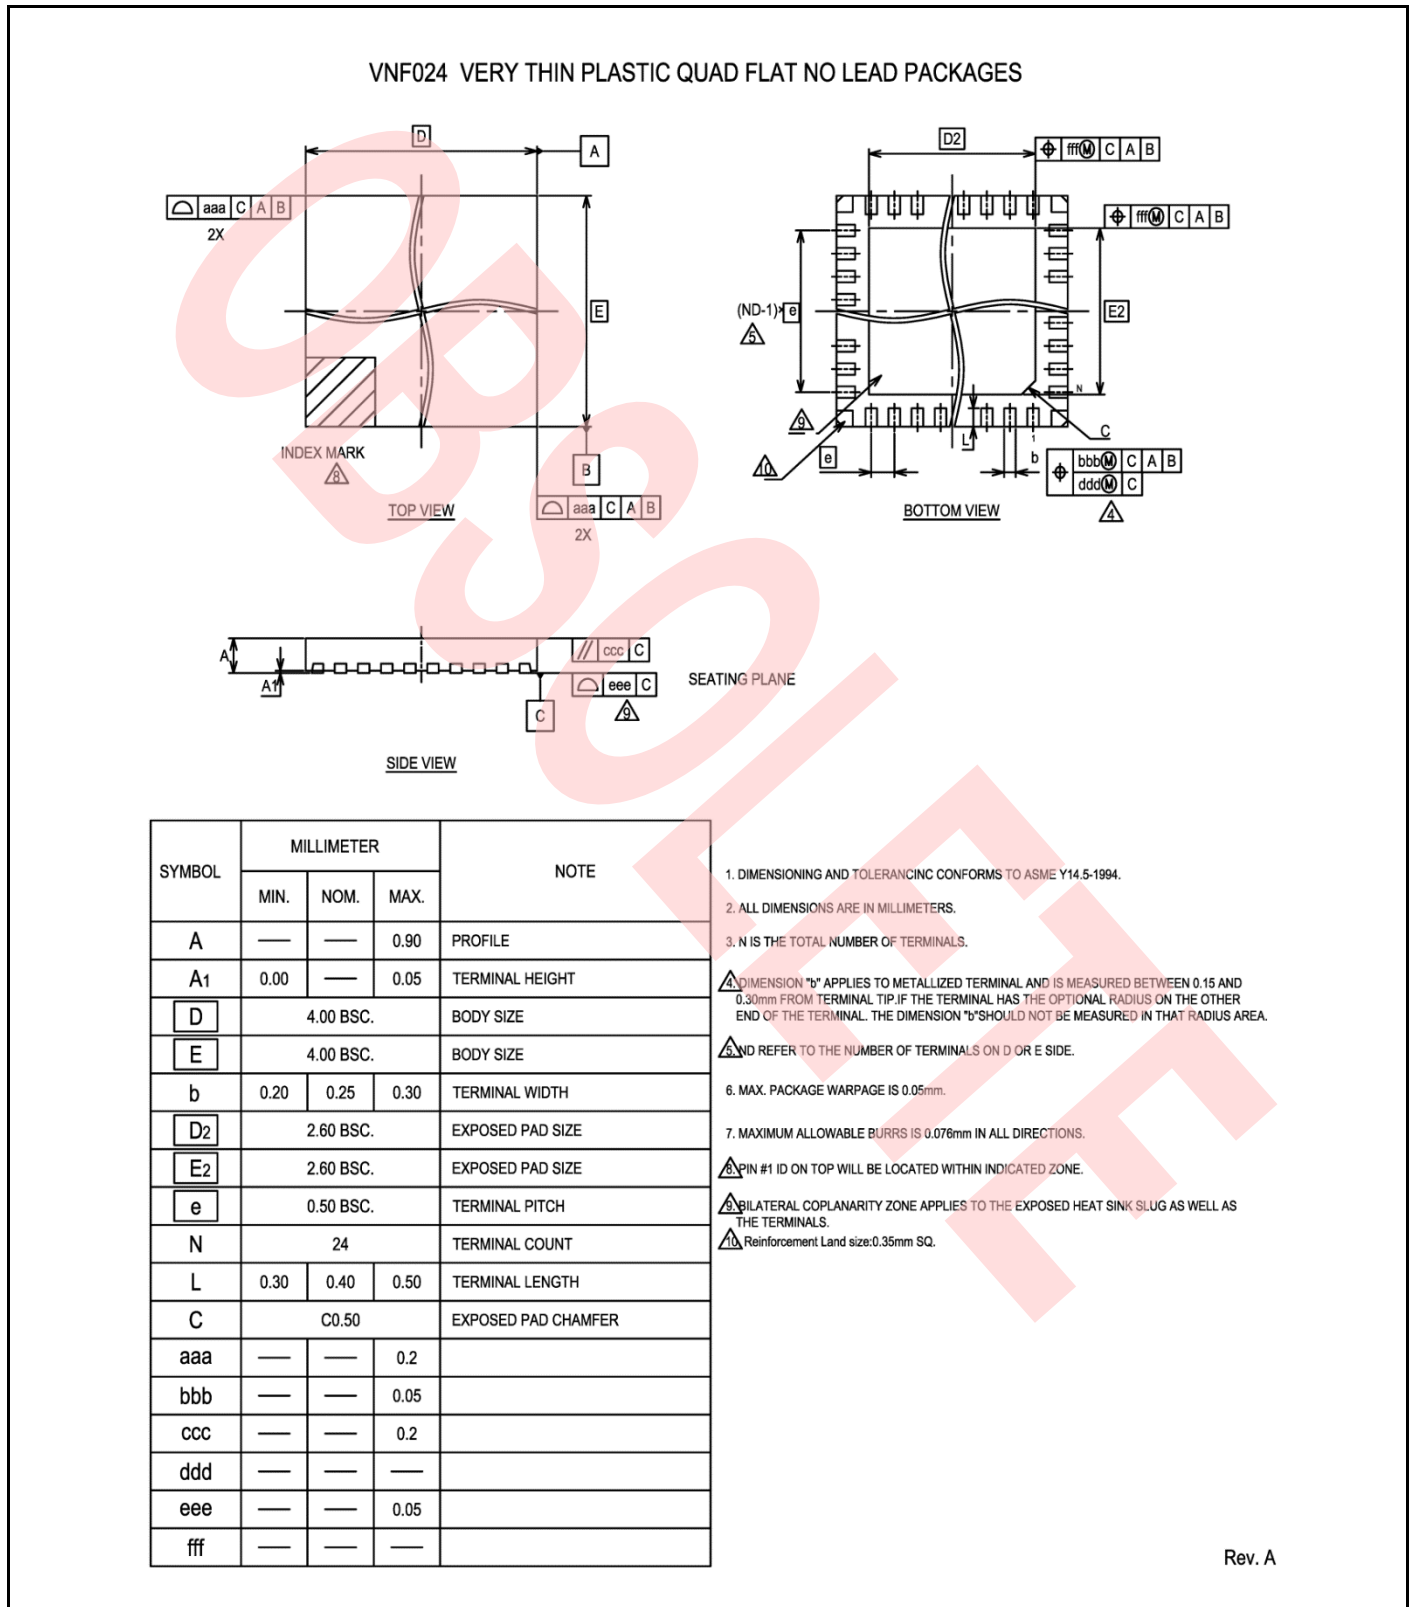 VNF024 VERY THIN PLASTIC QUAD FLAT NO LEAD PACKAGES
D
A
aaa C A B
2X
E
INDEX MARK
8
B
TOP VIEW
aaa C A B
2X
D2
fff Ⓜ C A B
fff Ⓜ C A B
(ND-1)× e
5
E2
N
9
C
L
1
10
e
b
bbb Ⓜ C A B
ddd Ⓜ C
4
BOTTOM VIEW
A
A1
ccc C
eee C
9
C
SEATING PLANE
SIDE VIEW
SYMBOL MILLIMETER NOTE
MIN. NOM. MAX.
A — — 0.90 PROFILE
A1 0.00 — 0.05 TERMINAL HEIGHT
D 4.00 BSC. BODY SIZE
E 4.00 BSC. BODY SIZE
b 0.20 0.25 0.30 TERMINAL WIDTH
D2 2.60 BSC. EXPOSED PAD SIZE
E2 2.60 BSC. EXPOSED PAD SIZE
e 0.50 BSC. TERMINAL PITCH
N 24 TERMINAL COUNT
L 0.30 0.40 0.50 TERMINAL LENGTH
C C0.50 EXPOSED PAD CHAMFER
aaa — — 0.2
bbb — — 0.05
ccc — — 0.2
ddd — — —
eee — — 0.05
fff — — —
1. DIMENSIONING AND TOLERANCINC CONFORMS TO ASME Y14.5-1994.
2. ALL DIMENSIONS ARE IN MILLIMETERS.
3. N IS THE TOTAL NUMBER OF TERMINALS.
4. DIMENSION "b" APPLIES TO METALLIZED TERMINAL AND IS MEASURED BETWEEN 0.15 AND
0.30mm FROM TERMINAL TIP.IF THE TERMINAL HAS THE OPTIONAL RADIUS ON THE OTHER
END OF THE TERMINAL. THE DIMENSION "b"SHOULD NOT BE MEASURED IN THAT RADIUS AREA.
5. ND REFER TO THE NUMBER OF TERMINALS ON D OR E SIDE.
6. MAX. PACKAGE WARPAGE IS 0.05mm.
7. MAXIMUM ALLOWABLE BURRS IS 0.076mm IN ALL DIRECTIONS.
8. PIN #1 ID ON TOP WILL BE LOCATED WITHIN INDICATED ZONE.
9. BILATERAL COPLANARITY ZONE APPLIES TO THE EXPOSED HEAT SINK SLUG AS WELL AS
THE TERMINALS.
10. Reinforcement Land size:0.35mm SQ.
Rev. A
OBSOLETE